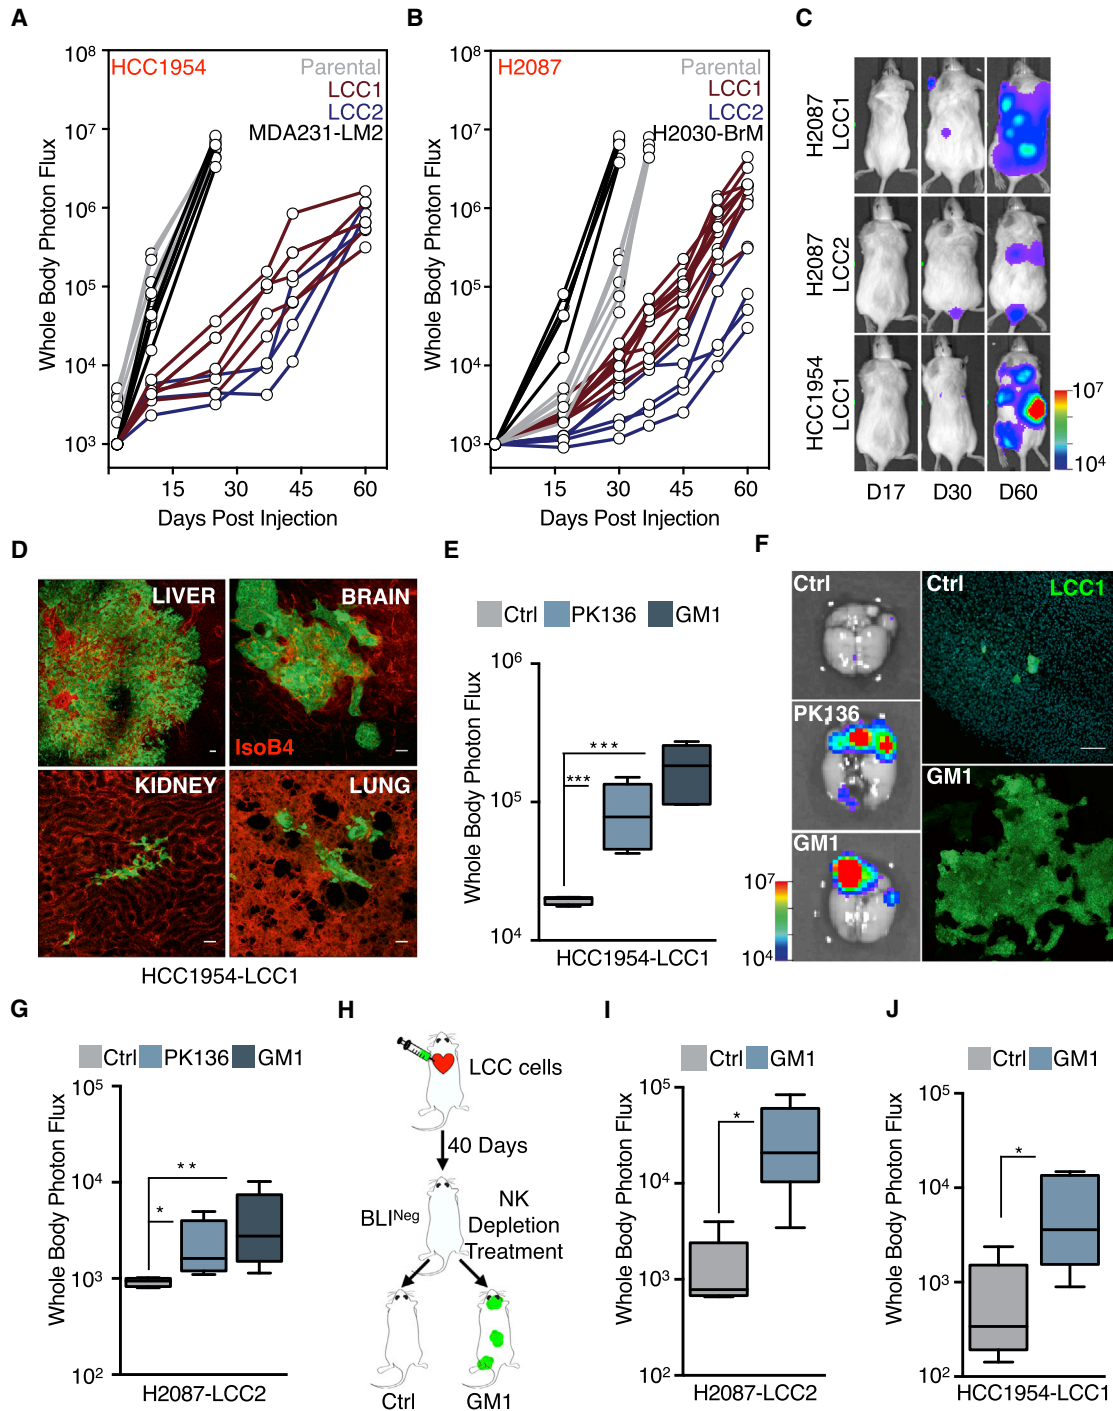 A
HCC1954
Parental
LCC1
LCC2
MDA231-LM2
Whole Body Photon Flux
10⁸
10⁷
10⁶
10⁵
10⁴
10³
15 30 45 60
Days Post Injection
B
H2087
Parental
LCC1
LCC2
H2030-BrM
Whole Body Photon Flux
10⁸
10⁷
10⁶
10⁵
10⁴
10³
15 30 45 60
Days Post Injection
C
H2087
LCC1
H2087
LCC2
HCC1954
LCC1
10⁷
10⁴
D17 D30 D60
D
LIVER
BRAIN
IsoB4
KIDNEY
LUNG
HCC1954-LCC1
E
Ctrl PK136 GM1
Whole Body Photon Flux
10⁶
10⁵
10⁴
***
***
HCC1954-LCC1
F
Ctrl
PK136
GM1
10⁷
10⁴
Ctrl LCC1
GM1
G
Ctrl PK136 GM1
Whole Body Photon Flux
10⁵
10⁴
10³
10²
**
*
H2087-LCC2
H
LCC cells
40 Days
BLI^Neg
NK
Depletion
Treatment
Ctrl GM1
I
Ctrl GM1
Whole Body Photon Flux
10⁵
10⁴
10³
10²
*
H2087-LCC2
J
Ctrl GM1
Whole Body Photon Flux
10⁵
10⁴
10³
10²
*
HCC1954-LCC1